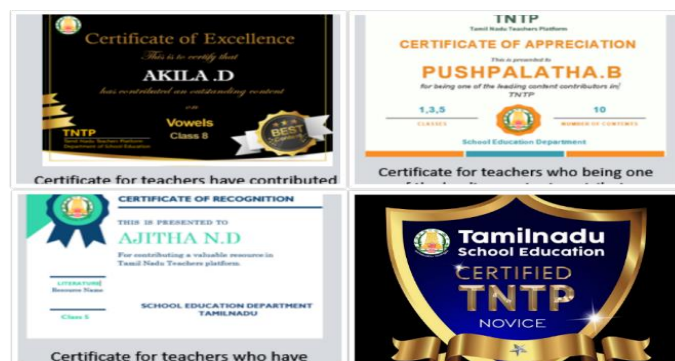 Certificate of Excellence
This is to certify that
AKILA .D
has contributed an outstanding content
on
Vowels
Class 8
BEST
TNTP
Tamil Nadu Teachers Platform
Department of School Education
Certificate for teachers have contributed
TNTP
Tamil Nadu Teachers Platform
CERTIFICATE OF APPRECIATION
This is presented to
PUSHPALATHA.B
for being one of the leading content contributors in
TNTP
1,3,5
CLASSES
10
NUMBER OF CONTENTS
School Education Department
Certificate for teachers who being one
CERTIFICATE OF RECOGNITION
THIS IS PRESENTED TO
AJITHA N.D
For contributing a valuable resource in
Tamil Nadu Teachers platform.
LITERATURE
Resource Name
Class 5
SCHOOL EDUCATION DEPARTMENT
TAMILNADU
Certificate for teachers who have
Tamilnadu
School Education
CERTIFIED
TNTP
NOVICE